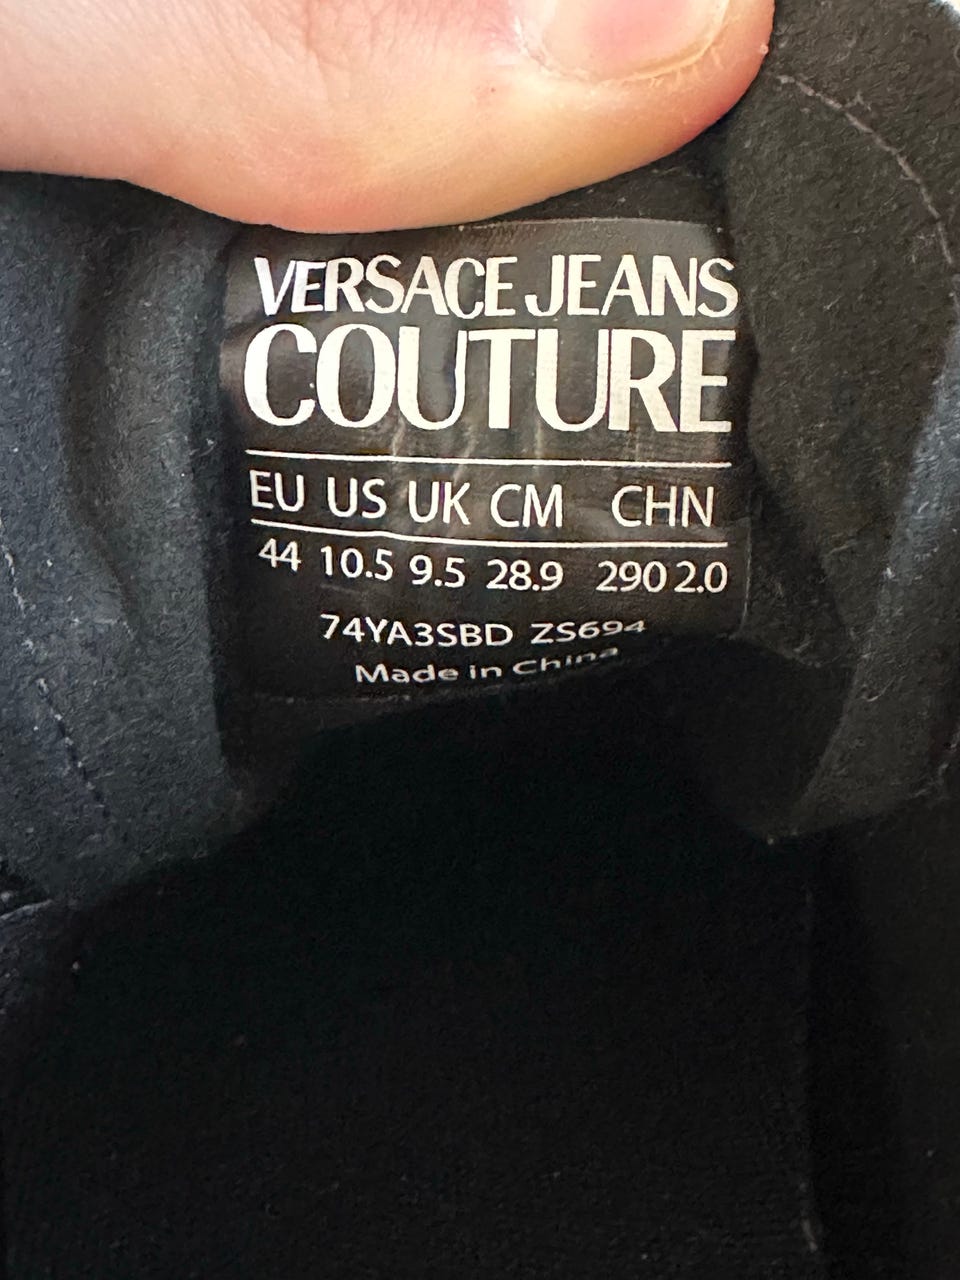 VERSACE JEANS
COUTURE
EU US UK CM CHN
44 10.5 9.5 28.9 290 2.0
74YA3SBD ZS694
Made in China